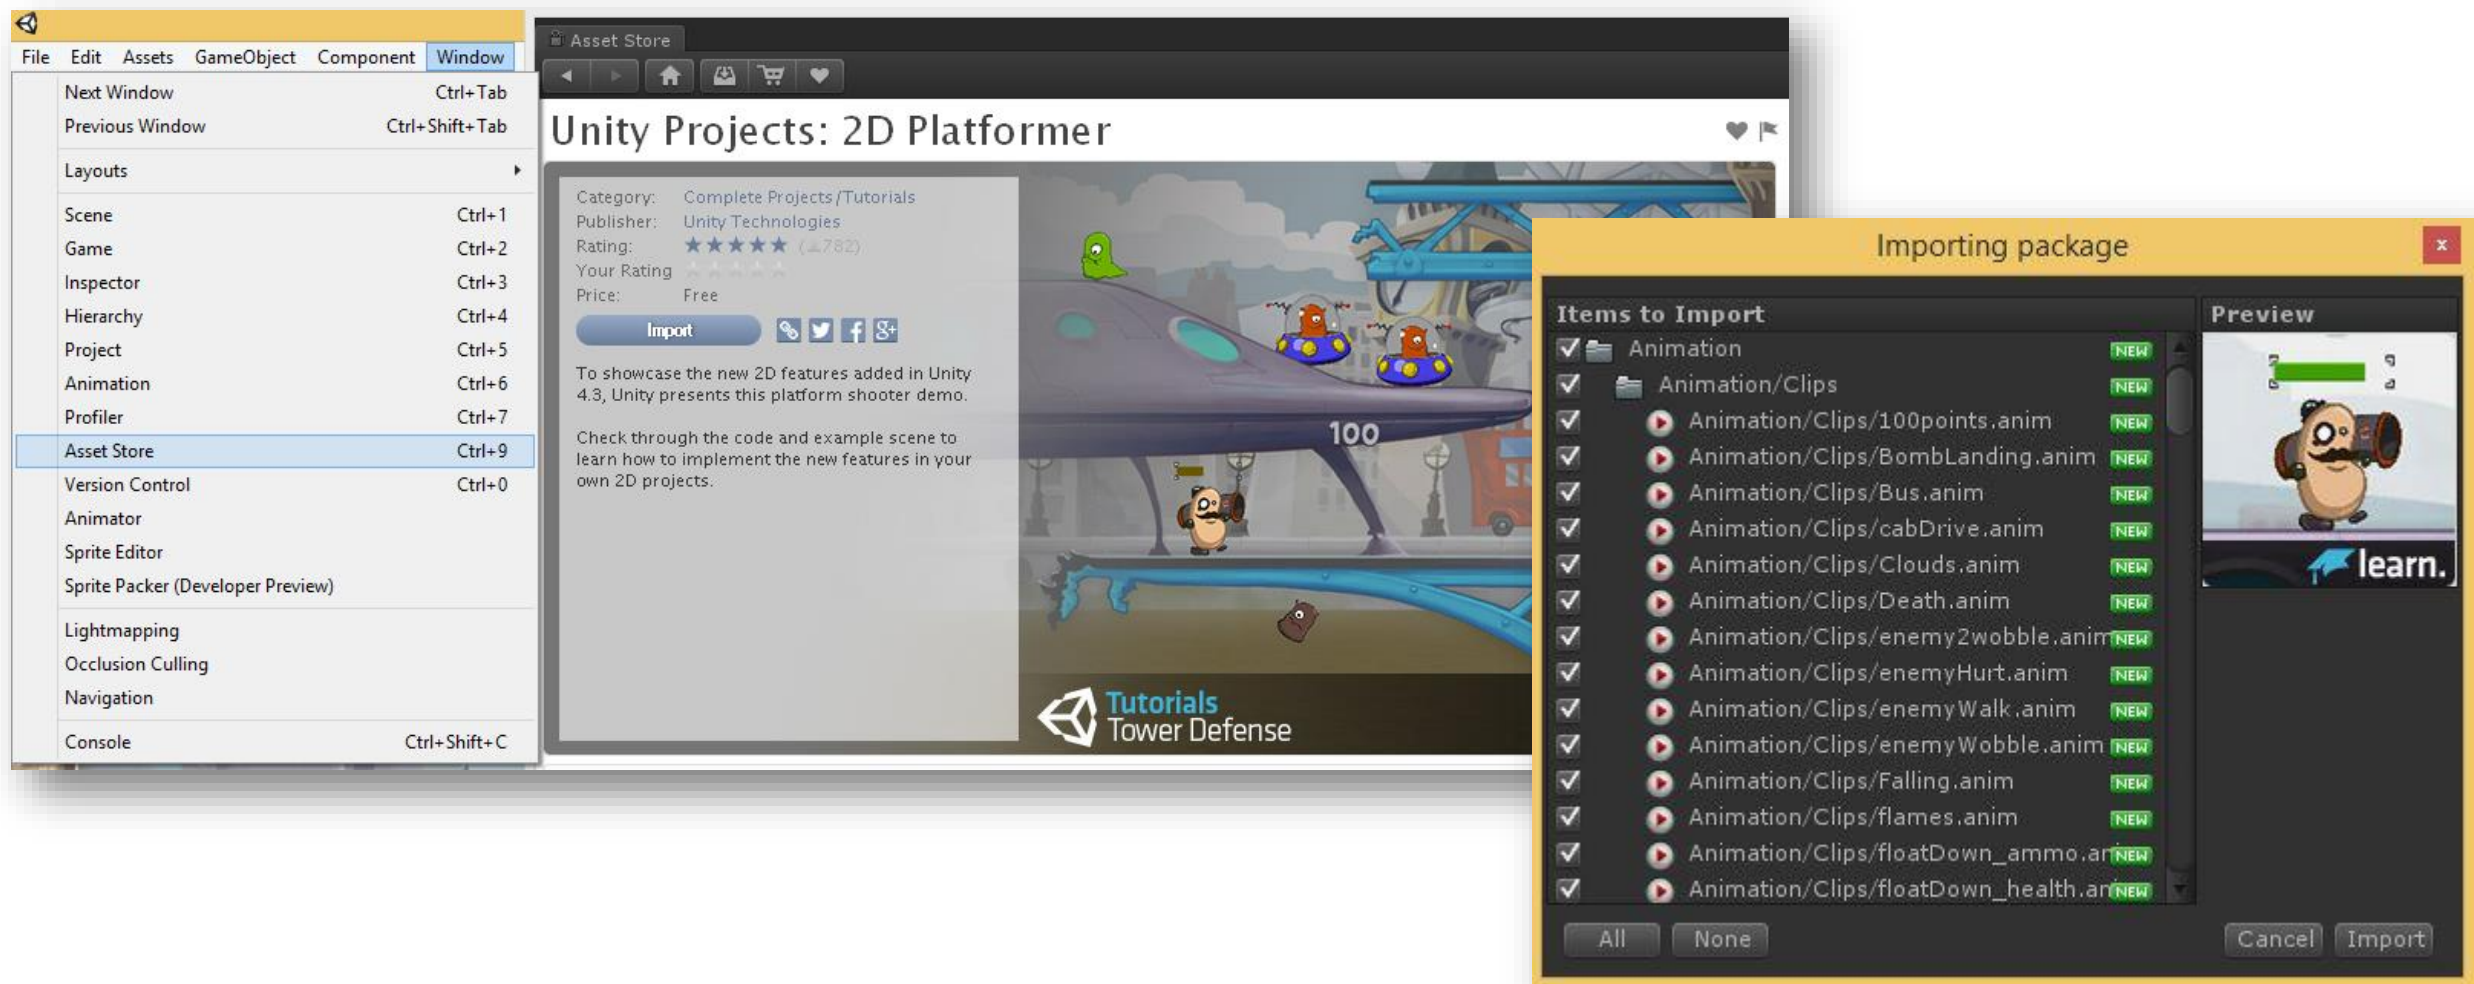 File Edit Assets GameObject Component Window
Next Window Ctrl+Tab
Previous Window Ctrl+Shift+Tab
Layouts
Scene Ctrl+1
Game Ctrl+2
Inspector Ctrl+3
Hierarchy Ctrl+4
Project Ctrl+5
Animation Ctrl+6
Profiler Ctrl+7
Asset Store Ctrl+9
Version Control Ctrl+0
Animator
Sprite Editor
Sprite Packer (Developer Preview)
Lightmapping
Occlusion Culling
Navigation
Console Ctrl+Shift+C
Asset Store
Unity Projects: 2D Platformer
Category: Complete Projects/Tutorials
Publisher: Unity Technologies
Rating: (782)
Your Rating
Price: Free
Import
To showcase the new 2D features added in Unity
4.3, Unity presents this platform shooter demo.
Check through the code and example scene to
learn how to implement the new features in your
own 2D projects.
100
Tutorials
Tower Defense
Importing package
Items to Import
Animation NEW
Animation/Clips NEW
Animation/Clips/100points.anim NEW
Animation/Clips/BombLanding.anim NEW
Animation/Clips/Bus.anim NEW
Animation/Clips/cabDrive.anim NEW
Animation/Clips/Clouds.anim NEW
Animation/Clips/Death.anim NEW
Animation/Clips/enemy2wobble.anim NEW
Animation/Clips/enemyHurt.anim NEW
Animation/Clips/enemyWalk.anim NEW
Animation/Clips/enemyWobble.anim NEW
Animation/Clips/Falling.anim NEW
Animation/Clips/flames.anim NEW
Animation/Clips/floatDown_ammo.an NEW
Animation/Clips/floatDown_health.an NEW
Preview
learn.
All None Cancel Import